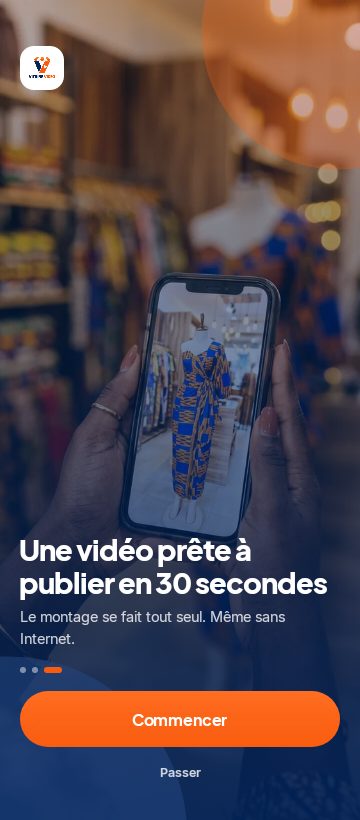 Une vidéo prête à
publier en 30 secondes
Le montage se fait tout seul. Même sans
Internet.
Commencer
Passer